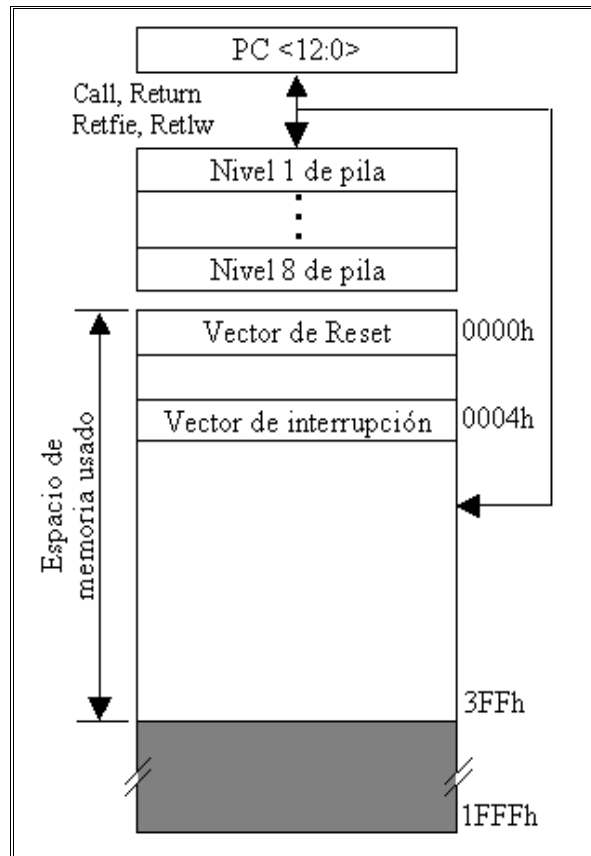 PC <12:0>
Call, Return
Retfie, Retlw
Nivel 1 de pila
Nivel 8 de pila
Vector de Reset
0000h
Vector de interrupción
0004h
Espacio de
memoria usado
3FFh
1FFFh